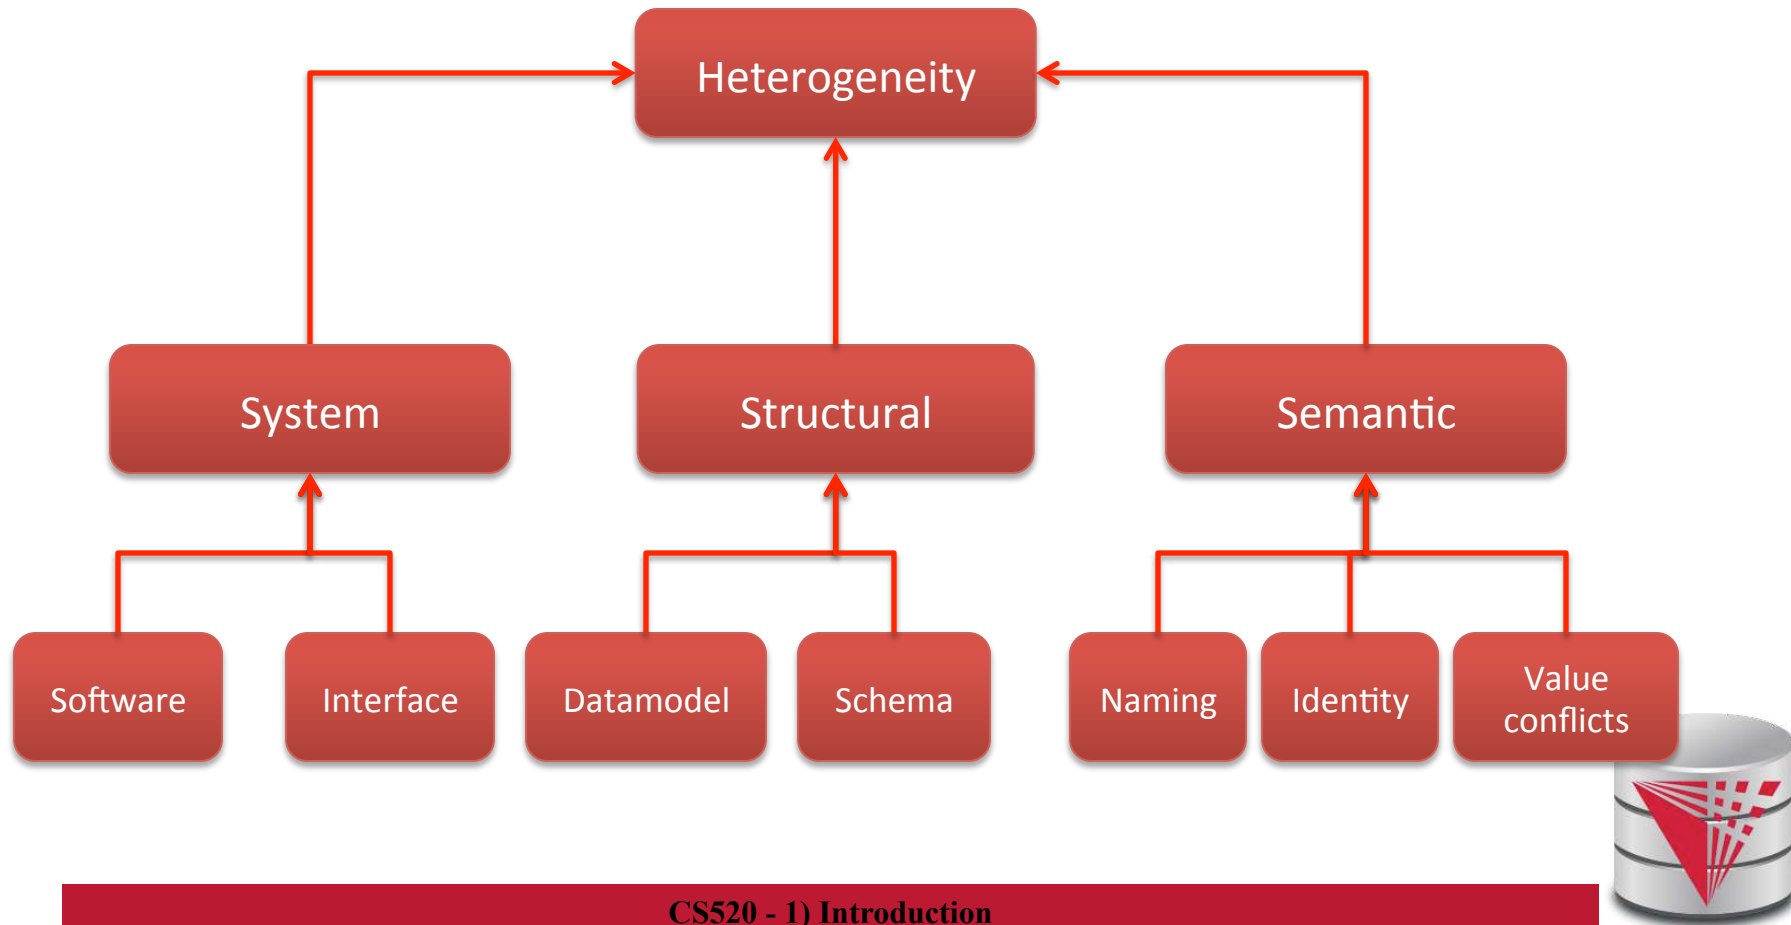 Heterogeneity
System
Structural
Semantic
Software
Interface
Datamodel
Schema
Naming
Identity
Value
conflicts
CS520 - 1) Introduction